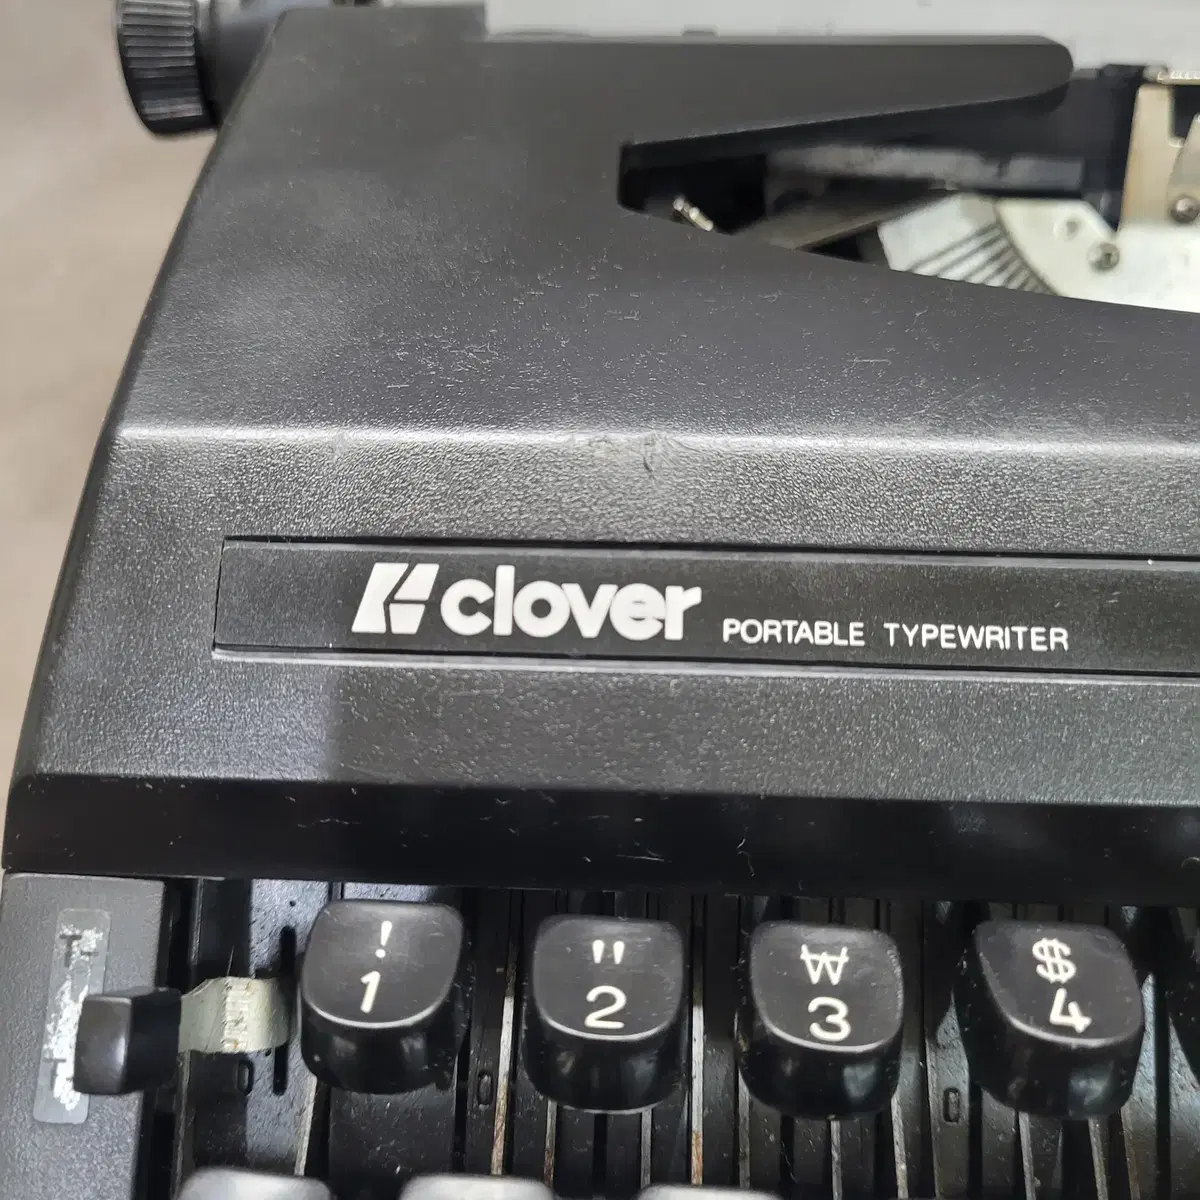 clover PORTABLE TYPEWRITER
! " ₩ $
1 2 3 4